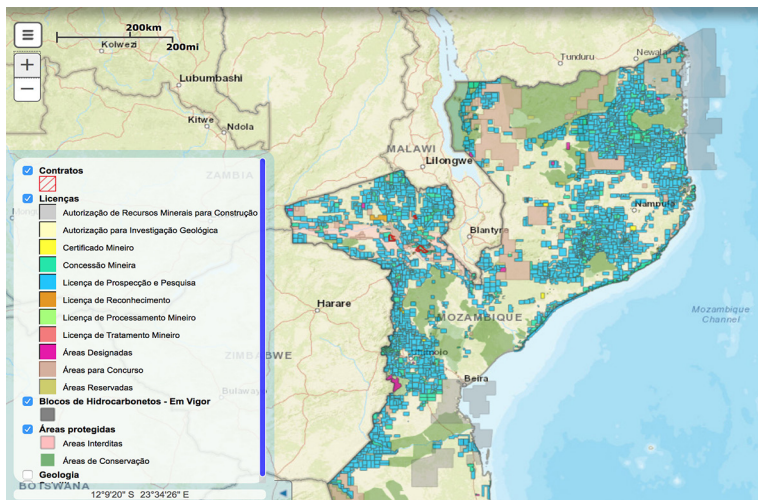 200km
200mi
Kolwezi
Lubumbashi
Kitwe
Ndola
Tunduru
Newala
MALAWI
Lilongwe
ZAMBIA
Nampula
Blantyre
Harare
MOZAMBIQUE
Mozambique
Channel
ZIMBABWE
Beira
Bulawayo
BOTSWANA
+
−
Contratos
Licenças
Autorização de Recursos Minerais para Construção
Autorização para Investigação Geológica
Certificado Mineiro
Concessão Mineira
Licença de Prospecção e Pesquisa
Licença de Reconhecimento
Licença de Processamento Mineiro
Licença de Tratamento Mineiro
Áreas Designadas
Áreas para Concurso
Áreas Reservadas
Blocos de Hidrocarbonetos - Em Vigor
Áreas protegidas
Areas Interditas
Áreas de Conservação
Geologia
12°9'20" S 23°34'26" E